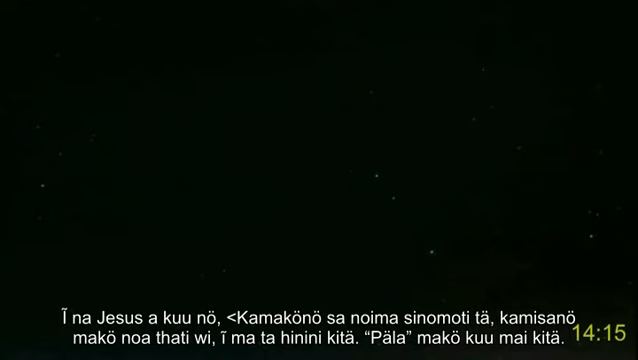 Ĩ na Jesus a kuu nö, <Kamakönö sa noima sinomoti tä, kamisanö
makö noa thati wi, ĩ ma ta hinini kitä. “Päla” makö kuu mai kitä.
14:15